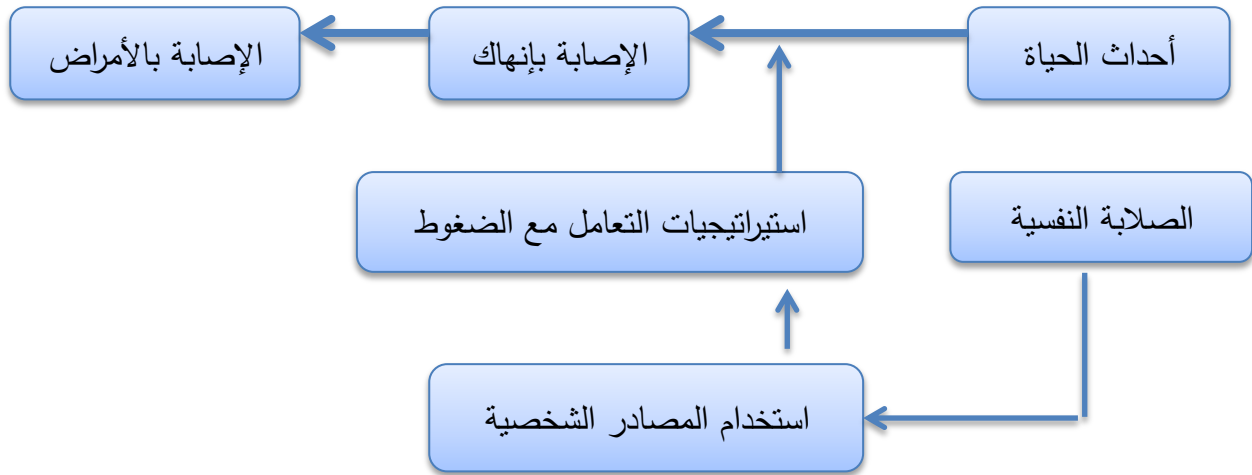 أحداث الحياة
الإصابة بإنهاك
الإصابة بالأمراض
الصلابة النفسية
استيراتيجيات التعامل مع الضغوط
استخدام المصادر الشخصية